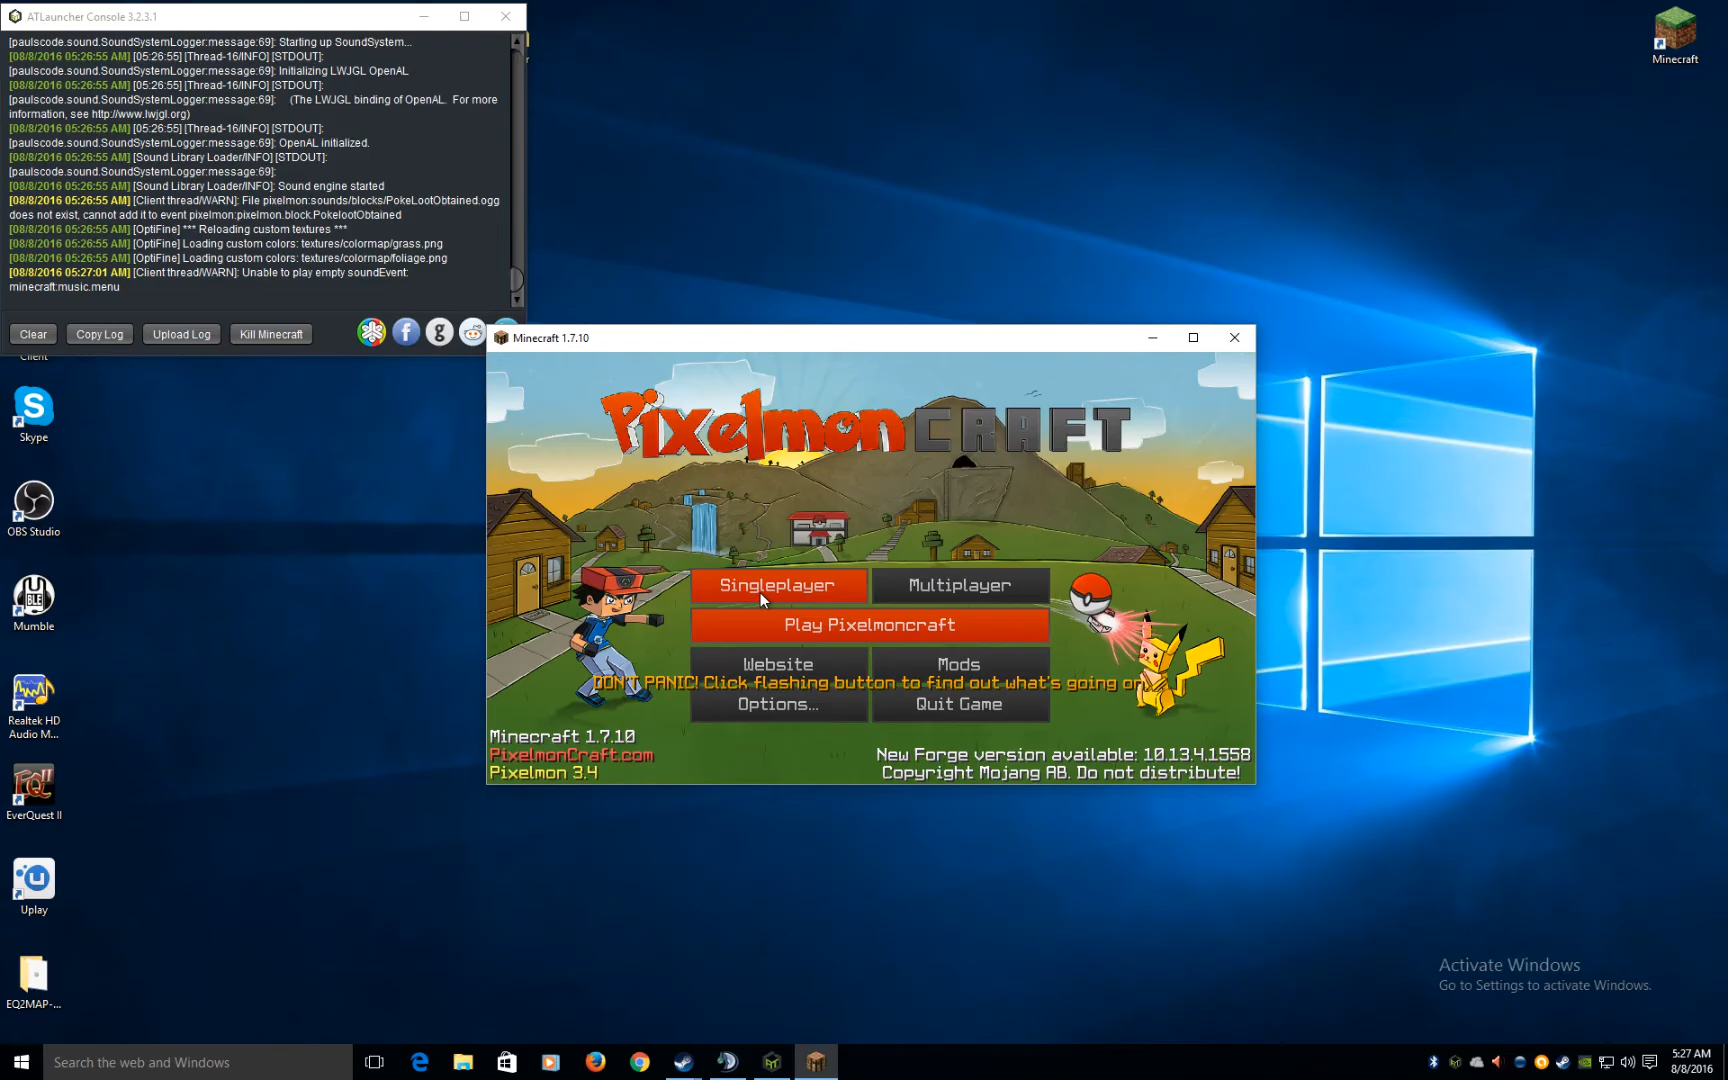 ATLauncher Console 3.2.3.1
[paulscode.sound.SoundSystemLogger:message:69]: Starting up SoundSystem...
[08/8/2016 05:26:55 AM] [05:26:55] [Thread-16/INFO] [STDOUT]:
[paulscode.sound.SoundSystemLogger:message:69]: Initializing LWJGL OpenAL
[08/8/2016 05:26:55 AM] [05:26:55] [Thread-16/INFO] [STDOUT]:
[paulscode.sound.SoundSystemLogger:message:69]: (The LWJGL binding of OpenAL. For more
information, see http://www.lwjgl.org)
[08/8/2016 05:26:55 AM] [05:26:55] [Thread-16/INFO] [STDOUT]:
[paulscode.sound.SoundSystemLogger:message:69]: OpenAL initialized.
[08/8/2016 05:26:55 AM] [Sound Library Loader/INFO] [STDOUT]:
[paulscode.sound.SoundSystemLogger:message:69]:
[08/8/2016 05:26:55 AM] [Sound Library Loader/INFO]: Sound engine started
[08/8/2016 05:26:55 AM] [Client thread/WARN]: File pixelmon:sounds/blocks/PokeLootObtained.ogg
does not exist, cannot add it to event pixelmon:pixelmon.block.PokelootObtained
[08/8/2016 05:26:55 AM] [OptiFine] *** Reloading custom textures ***
[08/8/2016 05:26:55 AM] [OptiFine] Loading custom colors: textures/colormap/grass.png
[08/8/2016 05:26:55 AM] [OptiFine] Loading custom colors: textures/colormap/foliage.png
[08/8/2016 05:27:01 AM] [Client thread/WARN]: Unable to play empty soundEvent:
minecraft:music.menu
Clear
Copy Log
Upload Log
Kill Minecraft
f
g
Client
S
Skype
OBS Studio
BLE
Mumble
Realtek HD
Audio M...
EQII
EverQuest II
Uplay
EQ2MAP-...
Minecraft
Minecraft 1.7.10
Pixelmon CRAFT
Singleplayer
Multiplayer
Play Pixelmoncraft
Website
Mods
DON'T PANIC! Click flashing button to find out what's going on
Options...
Quit Game
Minecraft 1.7.10
PixelmonCraft.com
Pixelmon 3.4
New Forge version available: 10.13.4.1558
Copyright Mojang AB. Do not distribute!
Activate Windows
Go to Settings to activate Windows.
Search the web and Windows
5:27 AM
8/8/2016